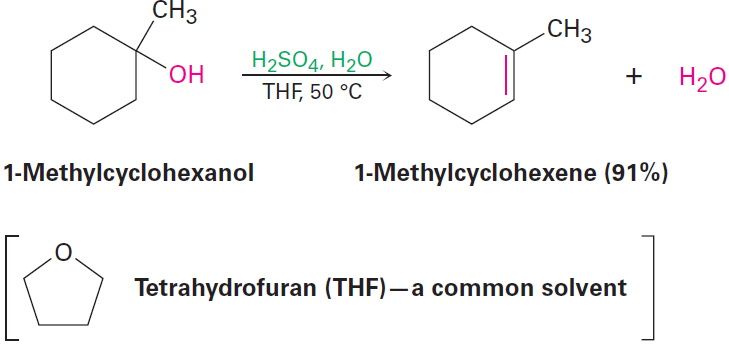 CH3
OH
H2SO4, H2O
THF, 50 °C
CH3
+ H2O
1-Methylcyclohexanol
1-Methylcyclohexene (91%)
O
Tetrahydrofuran (THF)—a common solvent